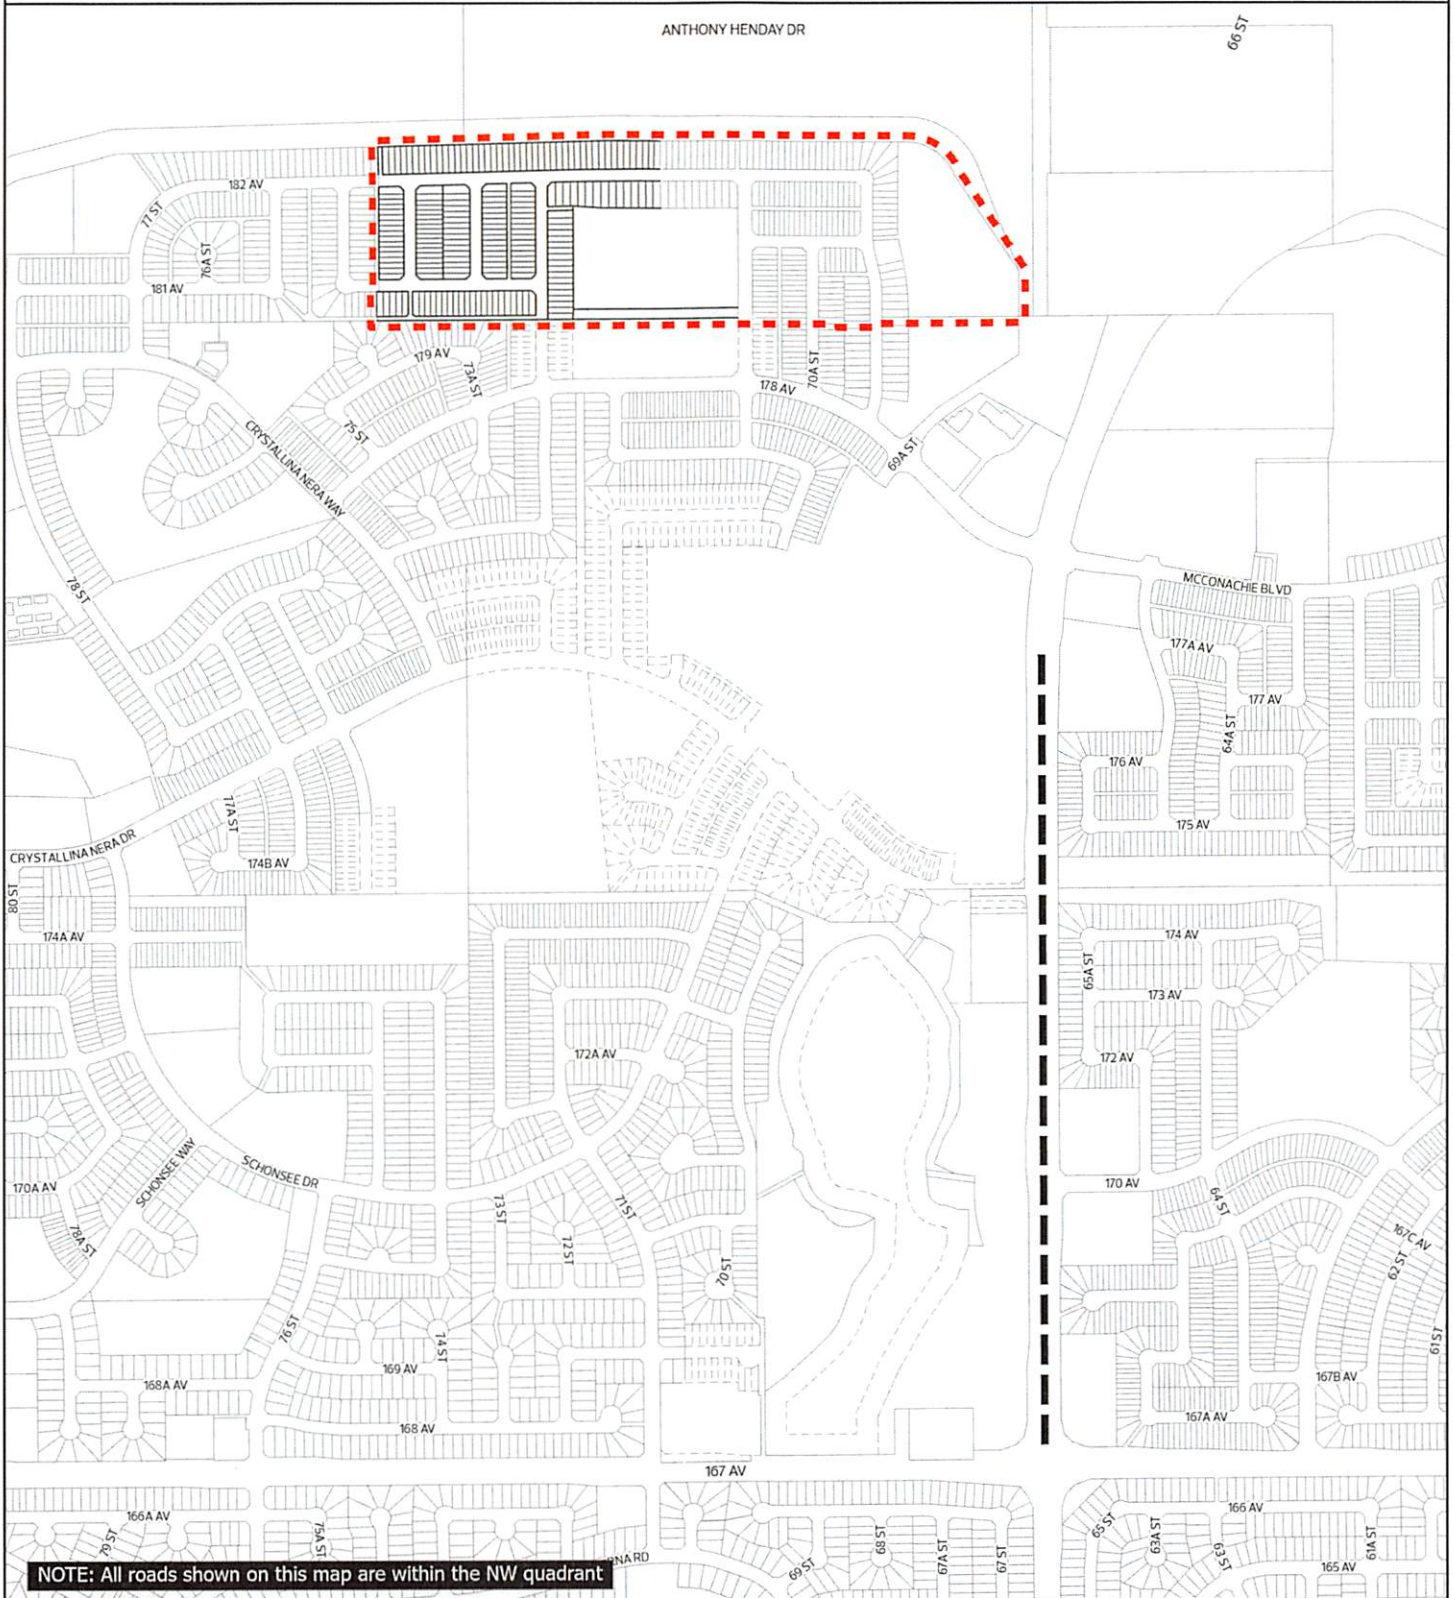 ANTHONY HENDAY DR
66 ST
182 AV
77 ST
76A ST
181 AV
179 AV
73A ST
70A ST
178 AV
75 ST
69A ST
CRYSTALLINA NERA WAY
78 ST
MCCONACHIE BLVD
177A AV
177 AV
64A ST
176 AV
77A ST
175 AV
CRYSTALLINA NERA DR
174B AV
80 ST
174A AV
174 AV
65A ST
173 AV
172A AV
172 AV
SCHONSEE WAY
SCHONSEE DR
170A AV
170 AV
64 ST
73 ST
71 ST
78A ST
72 ST
167C AV
62 ST
70 ST
76 ST
74 ST
61 ST
169 AV
167B AV
168A AV
167A AV
168 AV
167 AV
166A AV
166 AV
79 ST
75A ST
65 ST
63A ST
63 ST
61A ST
68 ST
67A ST
67 ST
69 ST
RNA RD
165 AV
NOTE: All roads shown on this map are within the NW quadrant